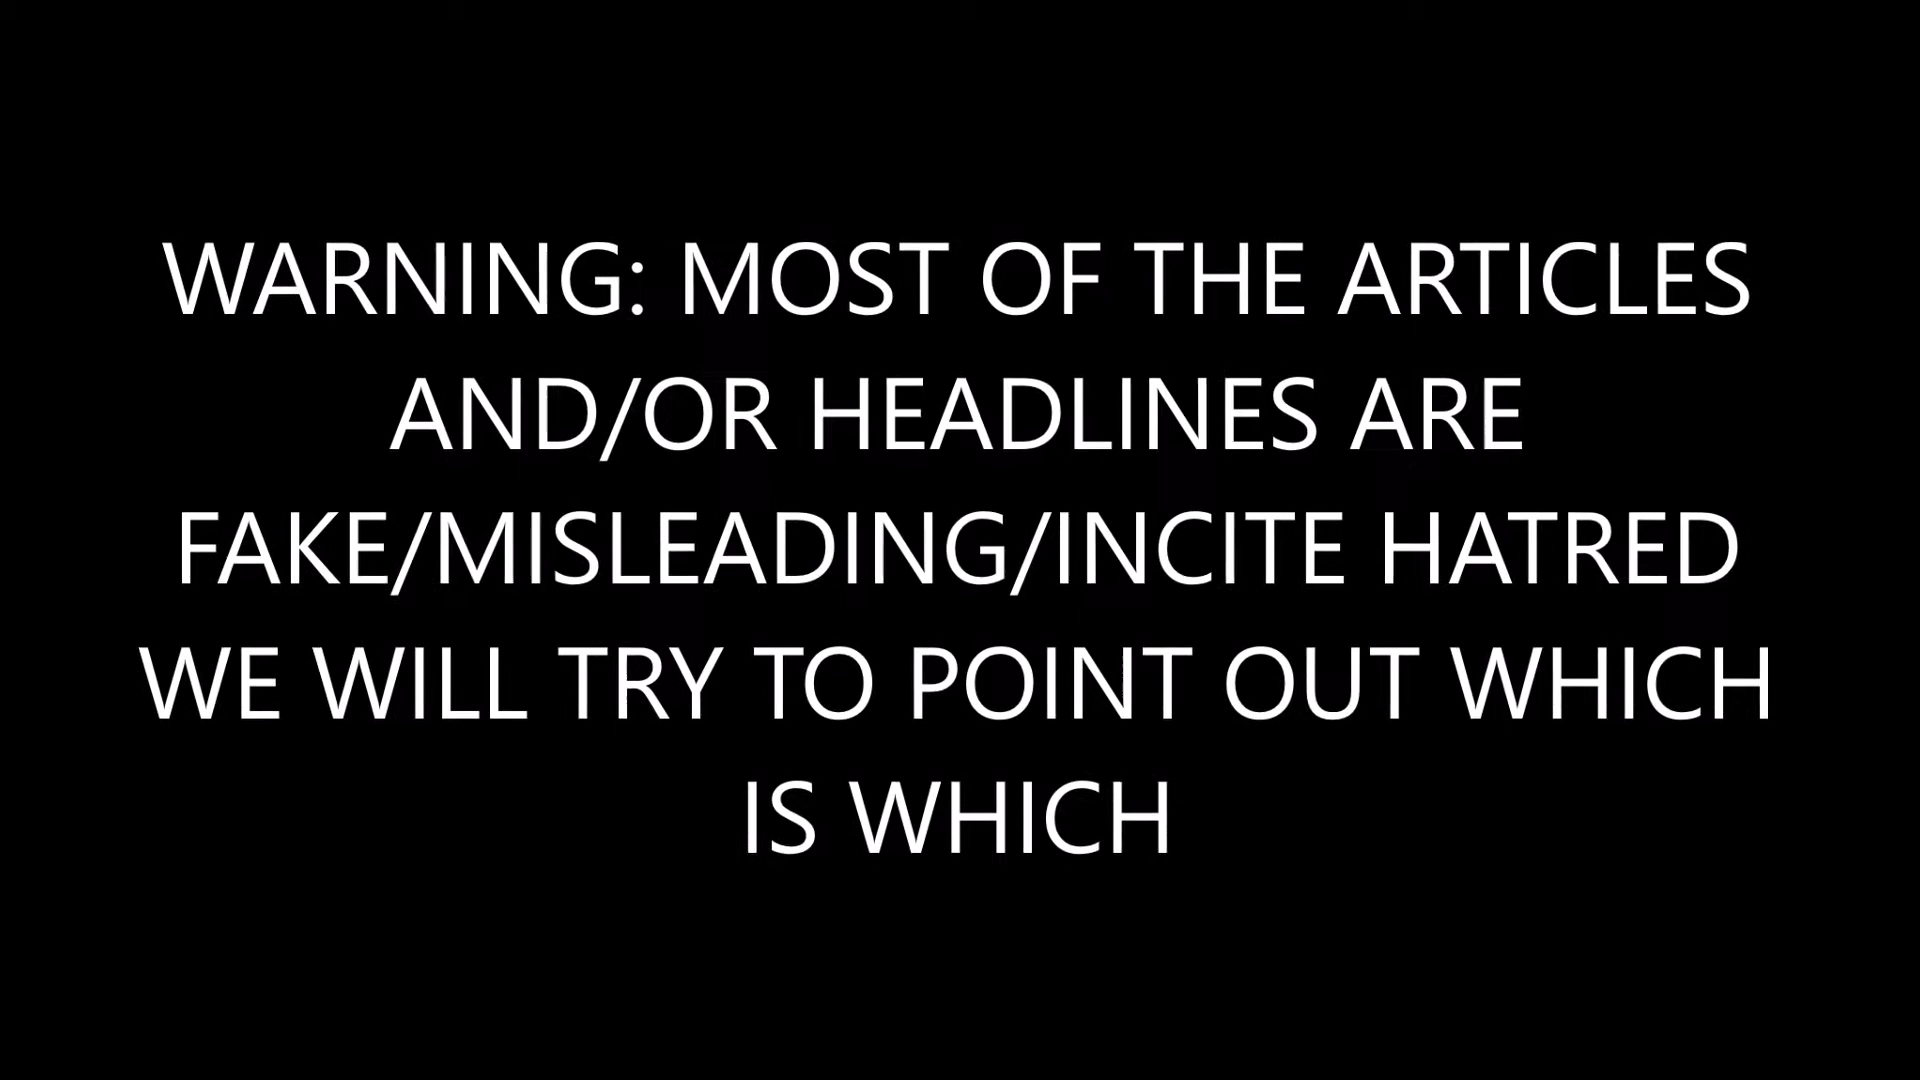 WARNING: MOST OF THE ARTICLES
AND/OR HEADLINES ARE
FAKE/MISLEADING/INCITE HATRED
WE WILL TRY TO POINT OUT WHICH
IS WHICH